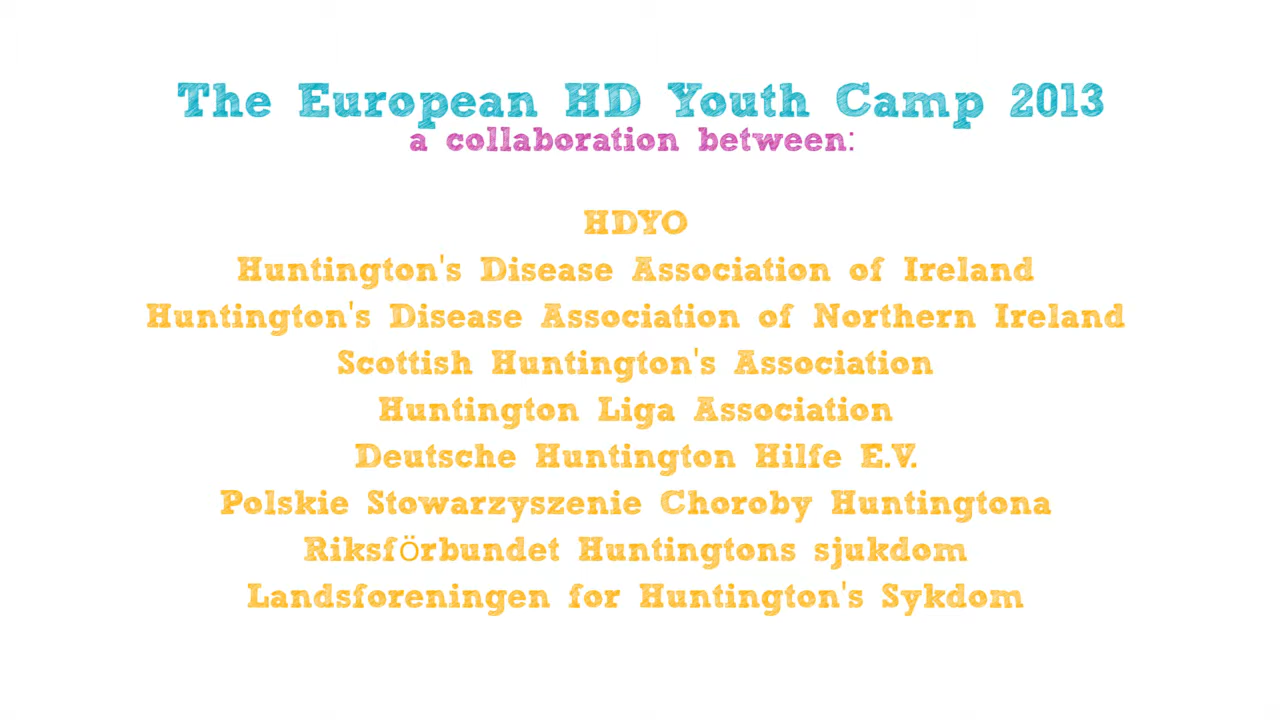 The European HD Youth Camp 2013
a collaboration between:
HDYO
Huntington's Disease Association of Ireland
Huntington's Disease Association of Northern Ireland
Scottish Huntington's Association
Huntington Liga Association
Deutsche Huntington Hilfe E.V.
Polskie Stowarzyszenie Choroby Huntingtona
RiksfÖrbundet Huntingtons sjukdom
Landsforeningen for Huntington's Sykdom